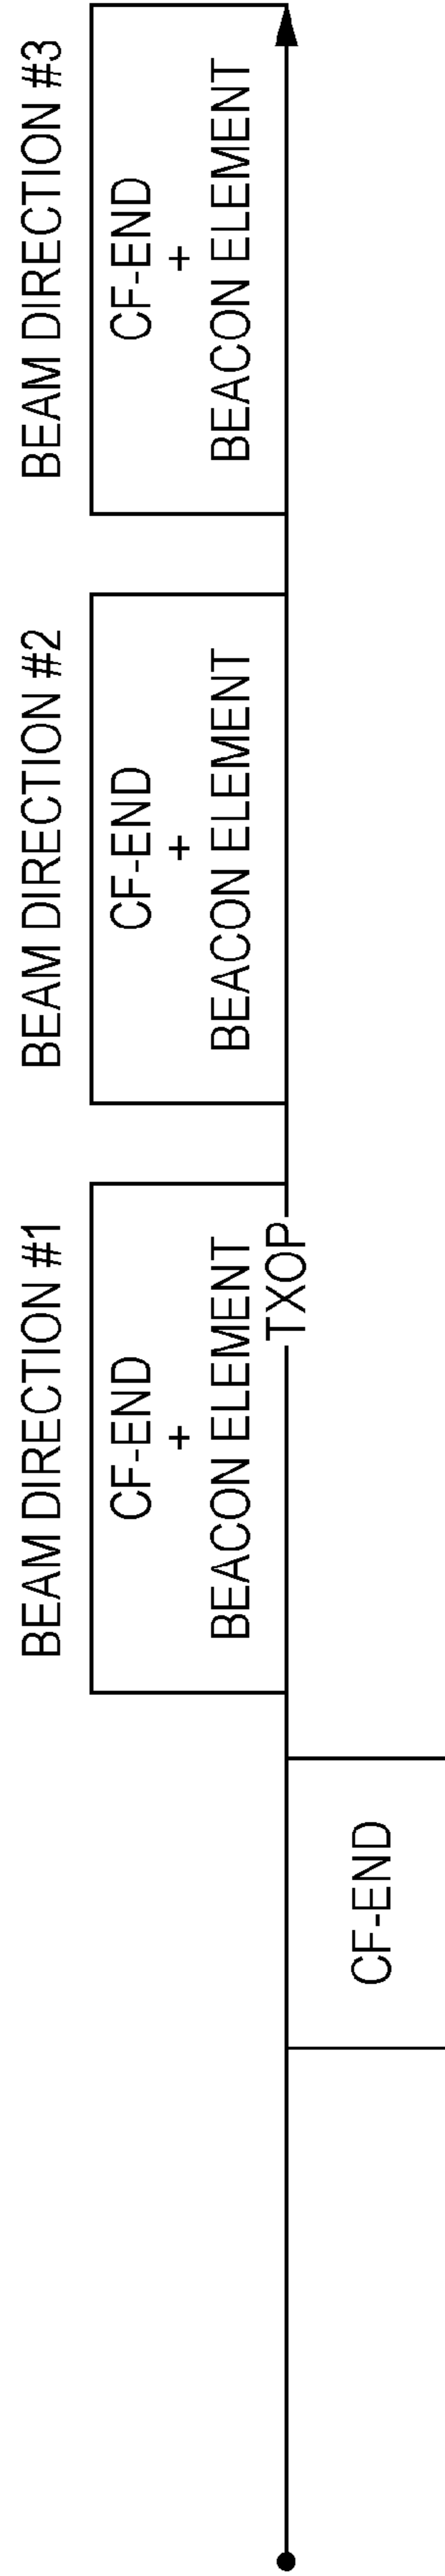 BEAM DIRECTION #1
BEAM DIRECTION #2
BEAM DIRECTION #3
CF-END
+
BEACON ELEMENT
CF-END
+
BEACON ELEMENT
CF-END
+
BEACON ELEMENT
TXOP
CF-END